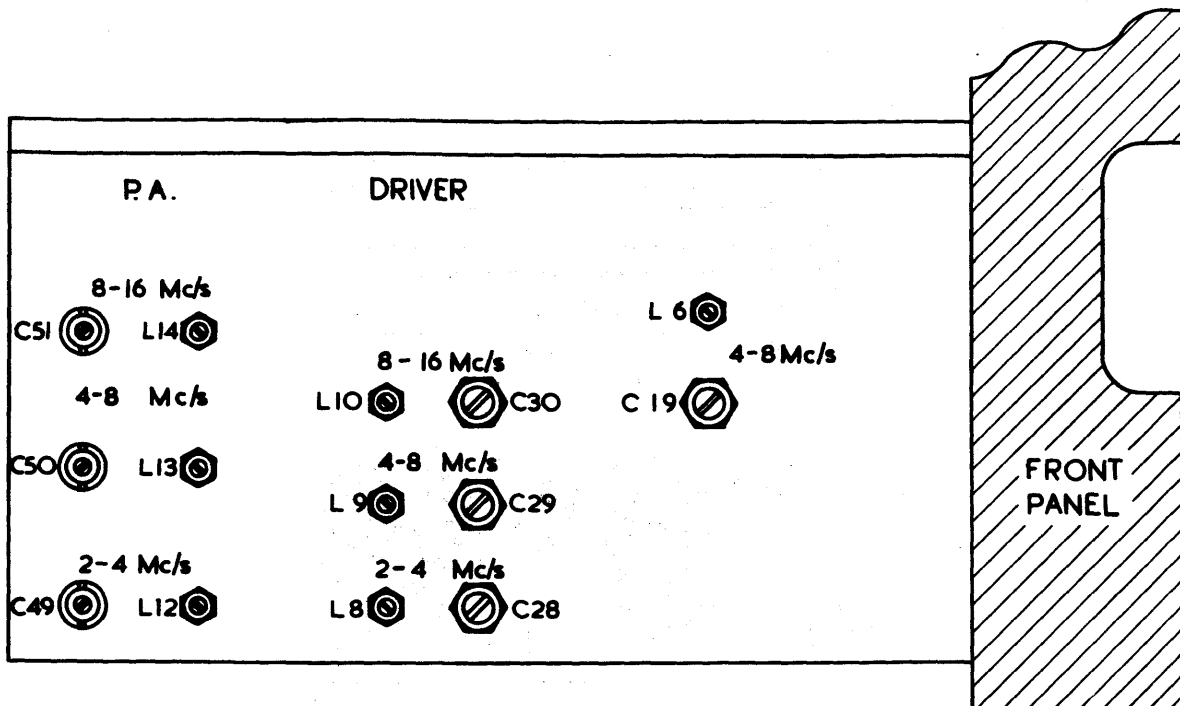 P.A.
DRIVER
8-16 Mc/s
C51 L14
4-8 Mc/s
C50 L13
2-4 Mc/s
C49 L12
8-16 Mc/s
L10 C30
4-8 Mc/s
L 9 C29
2-4 Mc/s
L8 C28
L 6
4-8 Mc/s
C 19
FRONT
PANEL